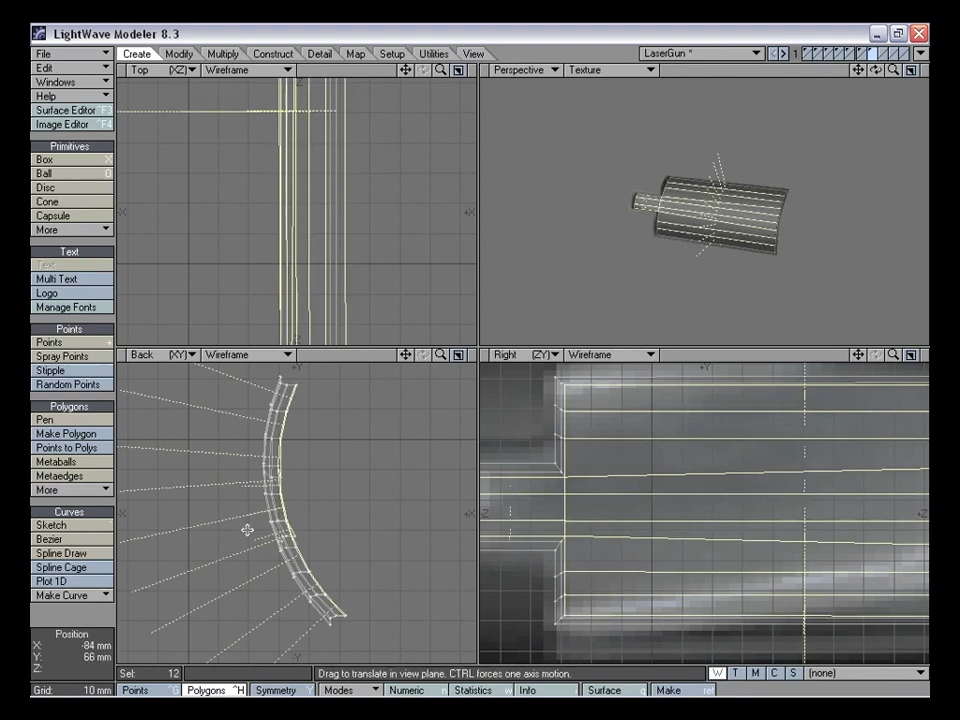 LightWave Modeler 8.3
File Create Modify Multiply Construct Detail Map Setup Utilities View LaserGun * 1
Edit Top [XZ] Wireframe Perspective Texture
Windows
Help
Surface Editor ^F3
Image Editor ^F4
Primitives
Box X
Ball O
Disc
Cone
Capsule
More
Text
Text
Multi Text
Logo
Manage Fonts
Points
Points +
Spray Points
Stipple
Random Points
Polygons
Pen
Make Polygon
Points to Polys
Metaballs
Metaedges
More
Curves
Sketch
Bezier
Spline Draw
Spline Cage
Plot 1D
Make Curve
Z
-X +X
Back [XY] Wireframe Right [ZY] Wireframe
+Y +Y
-X +X -Z +Z
-Y -Y
Position
X: -84 mm
Y: 66 mm
Z:
Sel: 12 Drag to translate in view plane. CTRL forces one axis motion. W T M C S (none)
Grid: 10 mm Points ^G Polygons ^H Symmetry Y Modes Numeric n Statistics w Info i Surface q Make ret